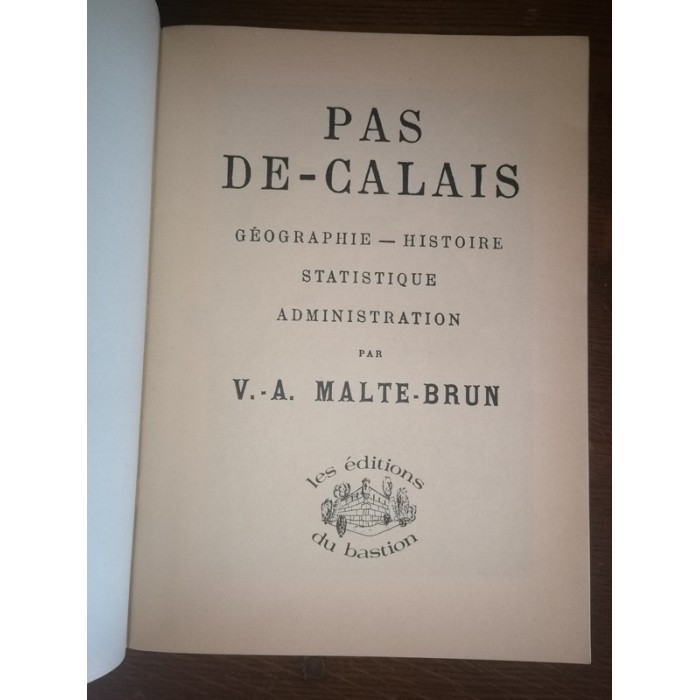 PAS
DE-CALAIS
GÉOGRAPHIE — HISTOIRE
STATISTIQUE
ADMINISTRATION
PAR
V.-A. MALTE-BRUN
les éditions
du bastion